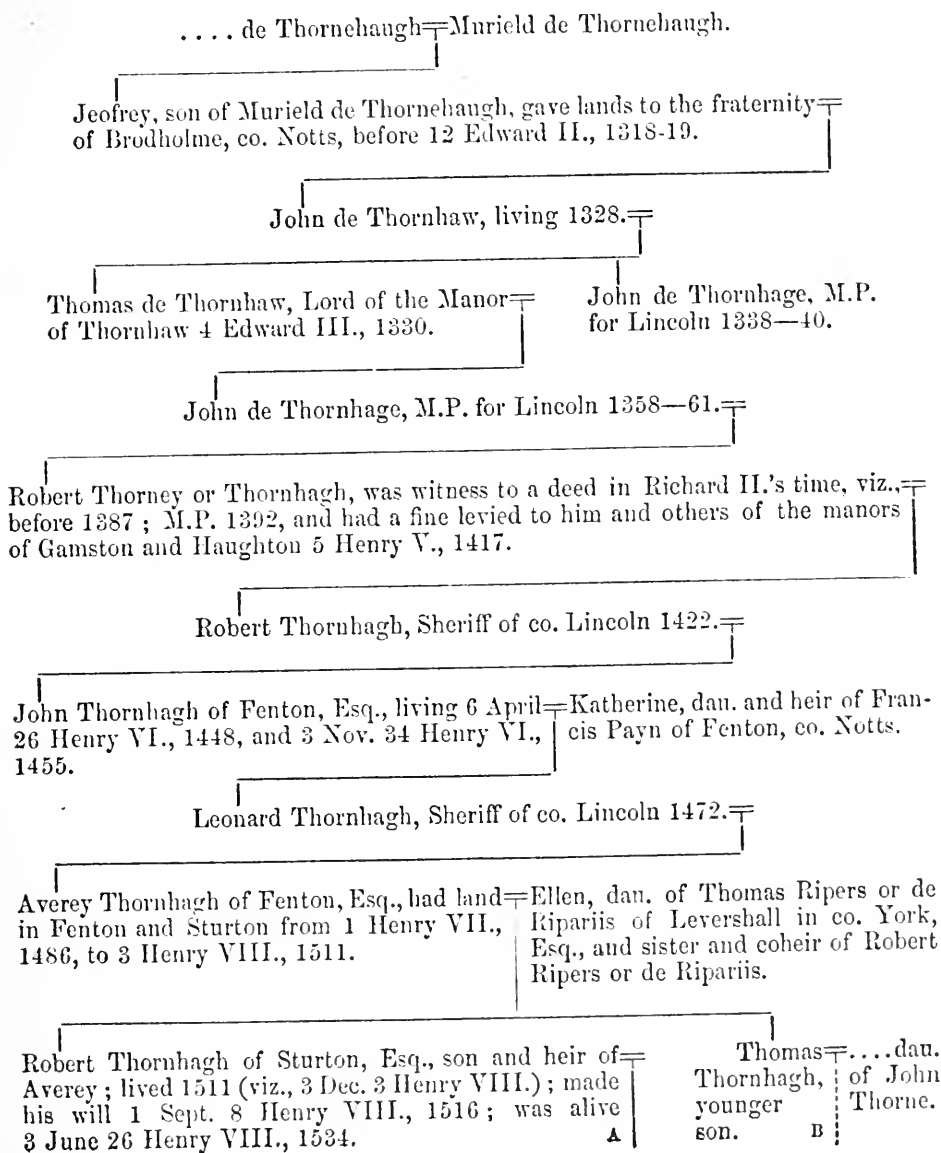 .... de Thornehaugh=Murield de Thornehaugh.
Jeofrey, son of Murield de Thornehaugh, gave lands to the fraternity=
of Brodholme, co. Notts, before 12 Edward II., 1318-19.
John de Thornhaw, living 1328.=
Thomas de Thornhaw, Lord of the Manor=
of Thornhaw 4 Edward III., 1330.
John de Thornhage, M.P.
for Lincoln 1338—40.
John de Thornhage, M.P. for Lincoln 1358—61.=
Robert Thorney or Thornhagh, was witness to a deed in Richard II.'s time, viz.,=
before 1387 ; M.P. 1392, and had a fine levied to him and others of the manors
of Gamston and Haughton 5 Henry V., 1417.
Robert Thornhagh, Sheriff of co. Lincoln 1422.=
John Thornhagh of Fenton, Esq., living 6 April=
26 Henry VI., 1448, and 3 Nov. 34 Henry VI.,
1455.
Katherine, dau. and heir of Fran-
cis Payn of Fenton, co. Notts.
Leonard Thornhagh, Sheriff of co. Lincoln 1472.=
Averey Thornhagh of Fenton, Esq., had land=
in Fenton and Sturton from 1 Henry VII.,
1486, to 3 Henry VIII., 1511.
Ellen, dau. of Thomas Ripers or de
Ripariis of Levershall in co. York,
Esq., and sister and coheir of Robert
Ripers or de Ripariis.
Robert Thornhagh of Sturton, Esq., son and heir of=
Averey ; lived 1511 (viz., 3 Dec. 3 Henry VIII.) ; made
his will 1 Sept. 8 Henry VIII., 1516 ; was alive
3 June 26 Henry VIII., 1534. A
Thomas=
Thornhagh,
younger
son. B
....dau.
of John
Thorne.